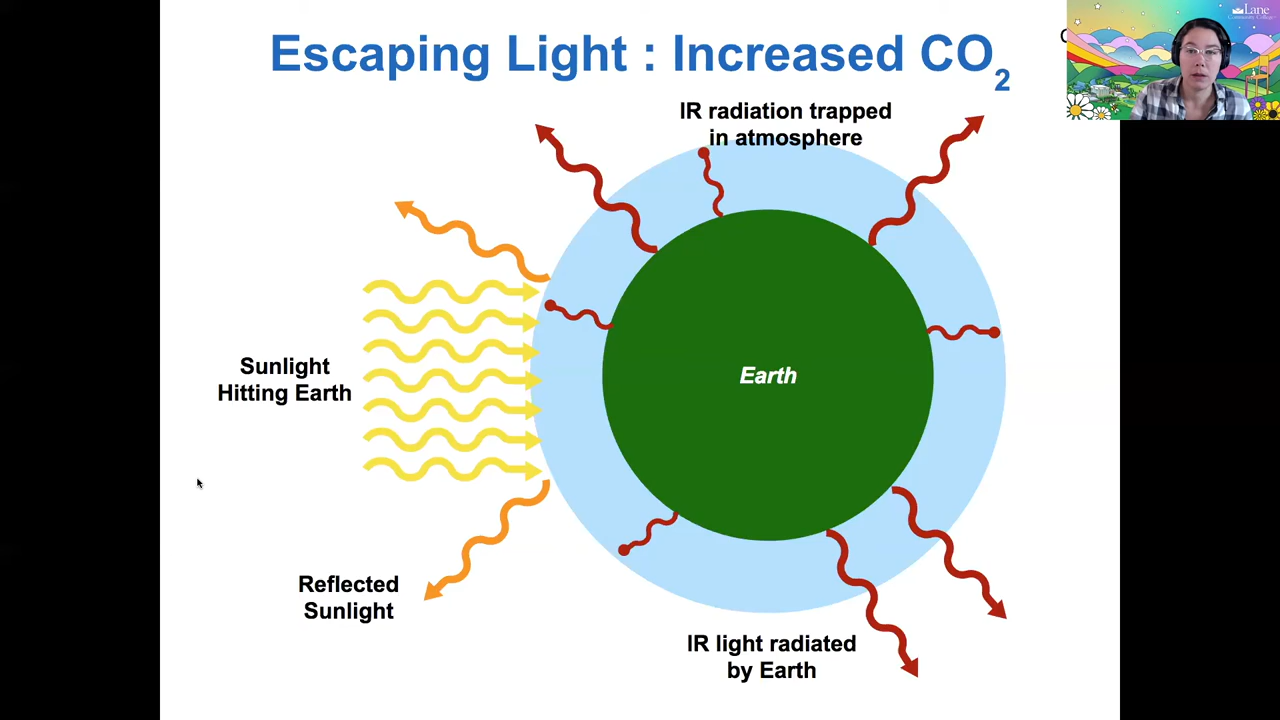 Escaping Light : Increased CO2
Lane
Community College
IR radiation trapped
in atmosphere
Sunlight
Hitting Earth
Earth
Reflected
Sunlight
IR light radiated
by Earth